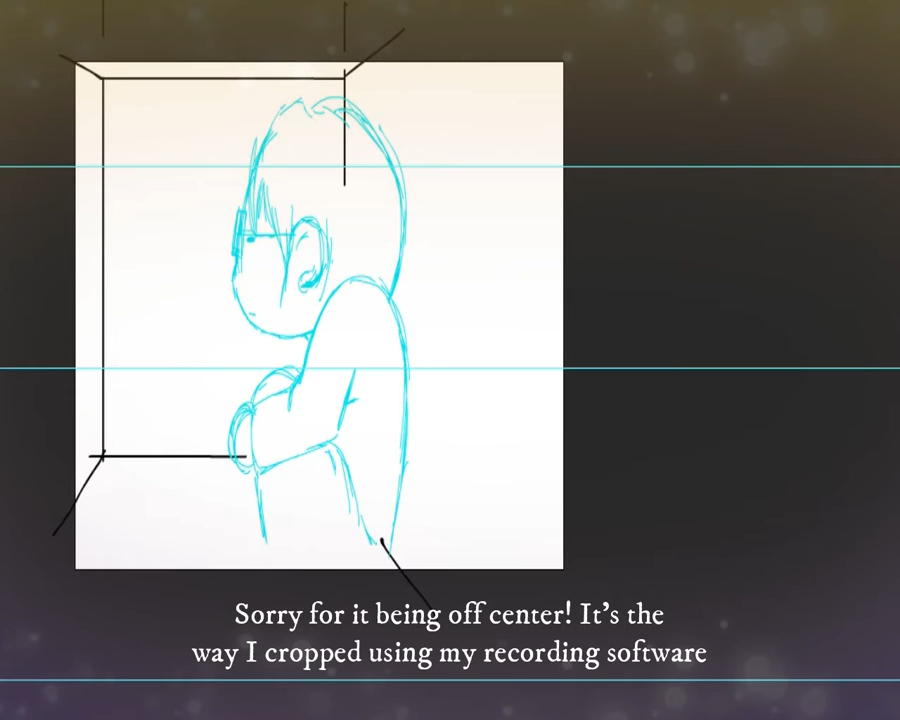 Sorry for it being off center! It's the
way I cropped using my recording software